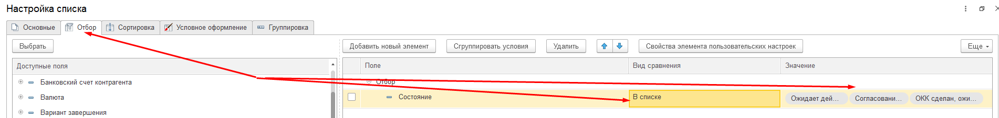 Настройка списка
Основные Отбор Сортировка Условное оформление Группировка
Выбрать Добавить новый элемент Сгруппировать условия Удалить Свойства элемента пользовательских настроек Еще
Доступные поля Поле Вид сравнения Значение
Банковский счет контрагента Отбор
Валюта Состояние В списке Ожидает дей... Согласовани... ОКК сделан, ожи...
Вариант завершения